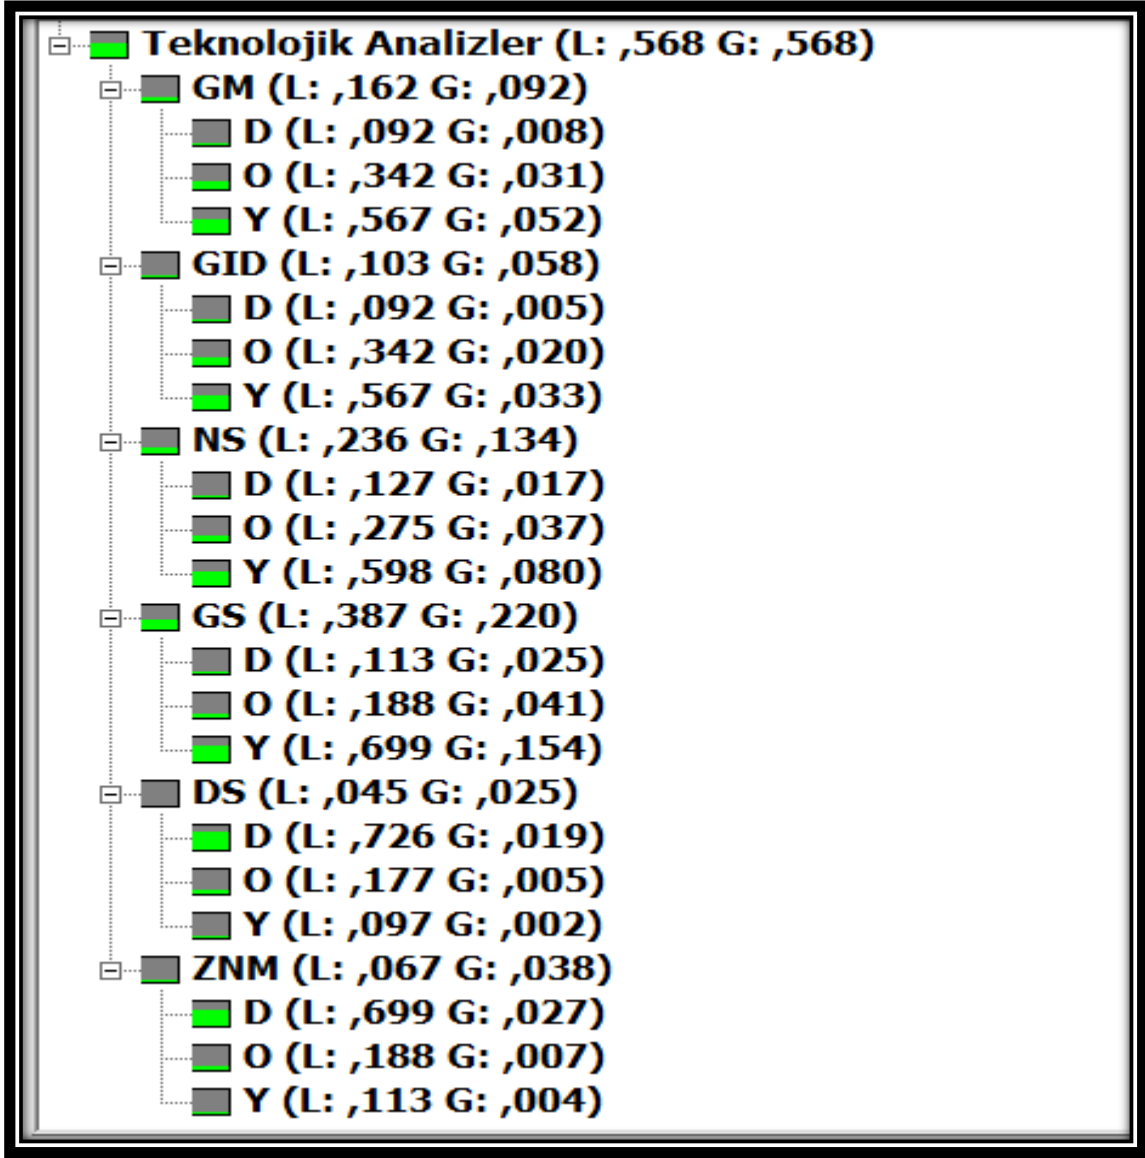 Teknolojik Analizler (L: ,568 G: ,568)
GM (L: ,162 G: ,092)
D (L: ,092 G: ,008)
O (L: ,342 G: ,031)
Y (L: ,567 G: ,052)
GID (L: ,103 G: ,058)
D (L: ,092 G: ,005)
O (L: ,342 G: ,020)
Y (L: ,567 G: ,033)
NS (L: ,236 G: ,134)
D (L: ,127 G: ,017)
O (L: ,275 G: ,037)
Y (L: ,598 G: ,080)
GS (L: ,387 G: ,220)
D (L: ,113 G: ,025)
O (L: ,188 G: ,041)
Y (L: ,699 G: ,154)
DS (L: ,045 G: ,025)
D (L: ,726 G: ,019)
O (L: ,177 G: ,005)
Y (L: ,097 G: ,002)
ZNM (L: ,067 G: ,038)
D (L: ,699 G: ,027)
O (L: ,188 G: ,007)
Y (L: ,113 G: ,004)